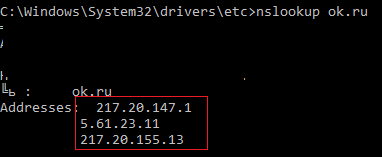 C:\Windows\System32\drivers\etc>nslookup ok.ru
╚ь : ok.ru
Addresses: 217.20.147.1
5.61.23.11
217.20.155.13